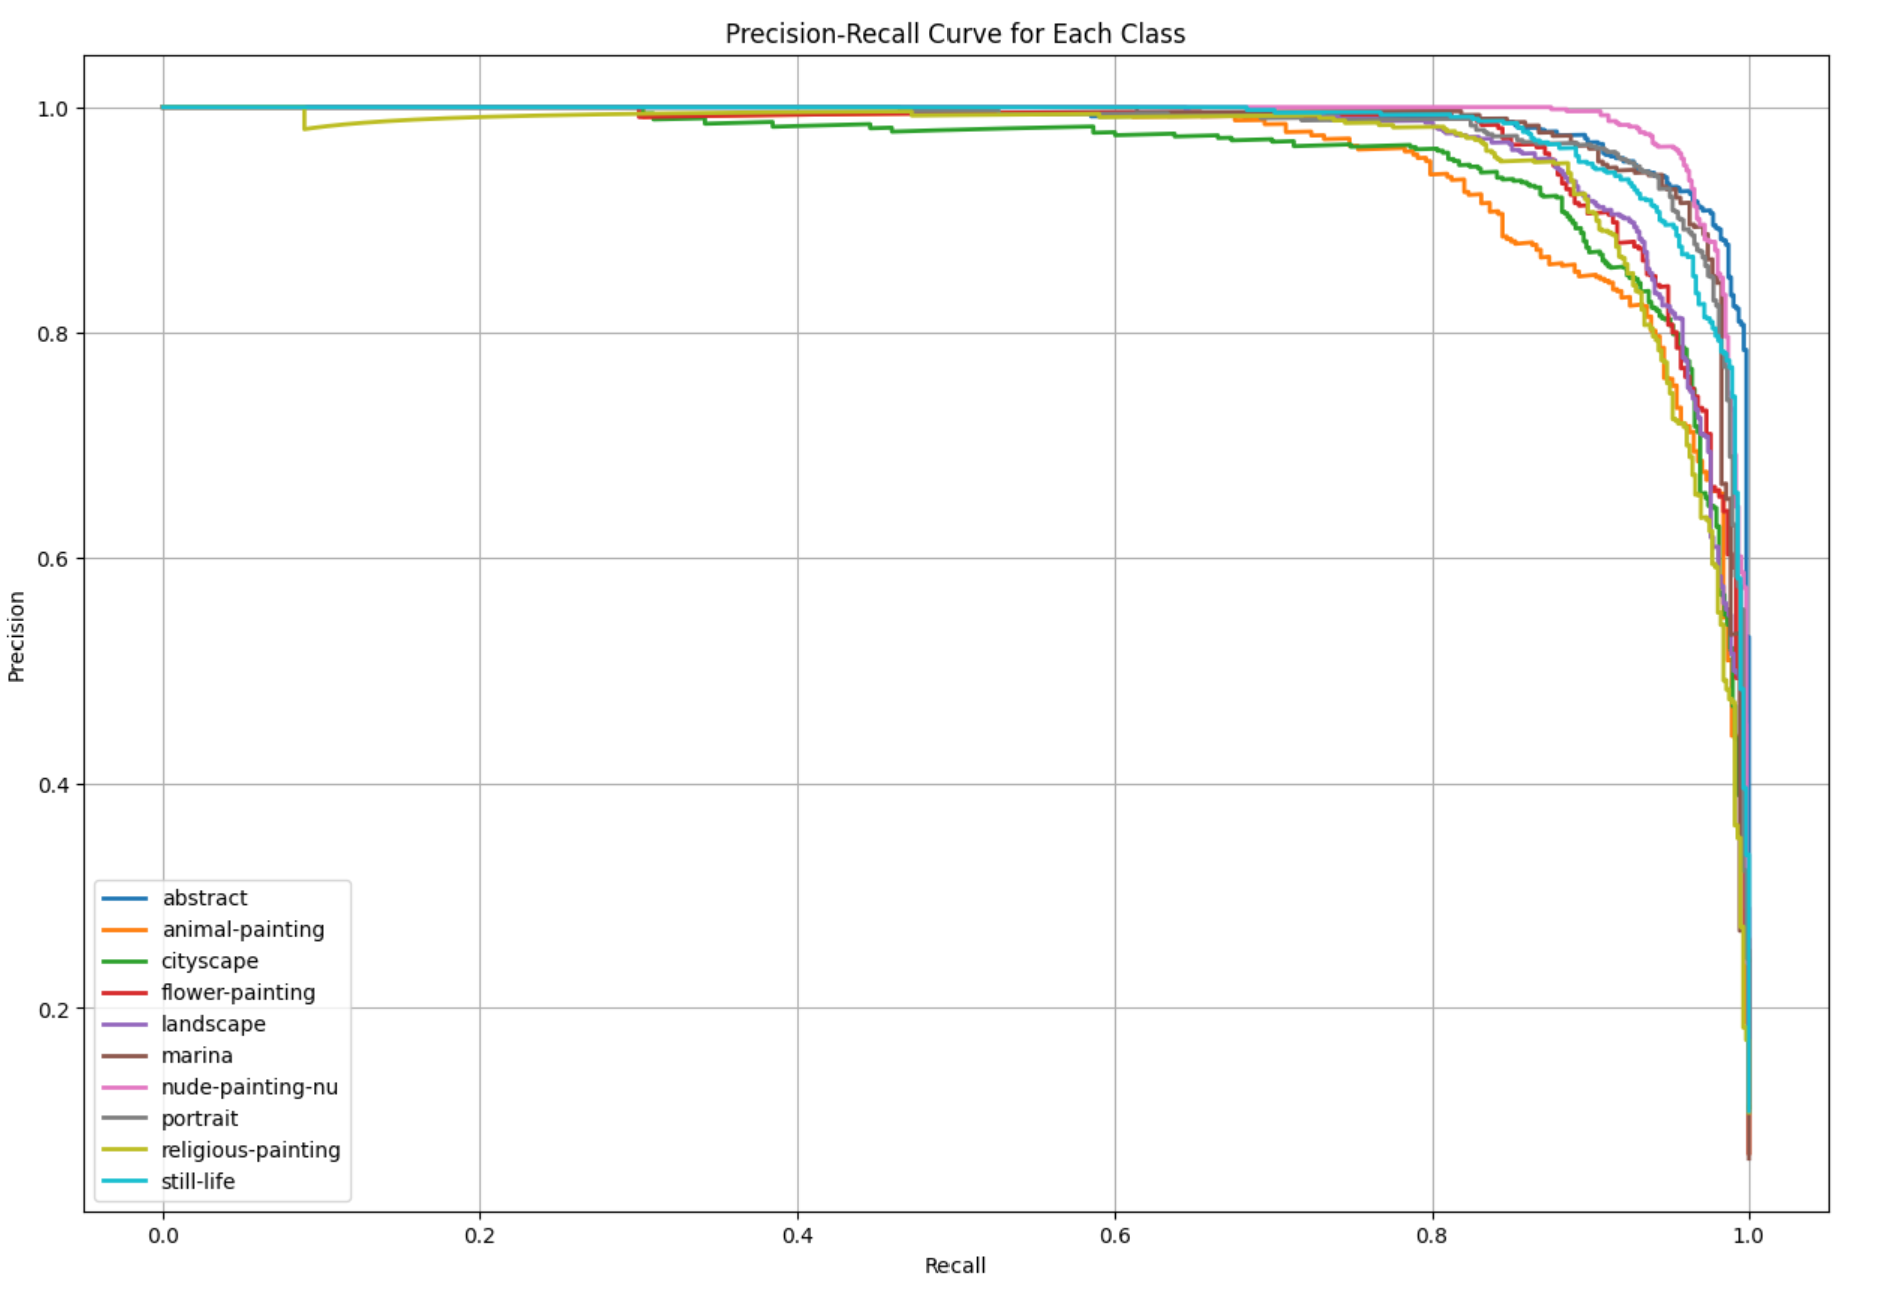 Precision-Recall Curve for Each Class
1.0
0.8
0.6
0.4
0.2
Precision
abstract
animal-painting
cityscape
flower-painting
landscape
marina
nude-painting-nu
portrait
religious-painting
still-life
0.0 0.2 0.4 0.6 0.8 1.0
Recall